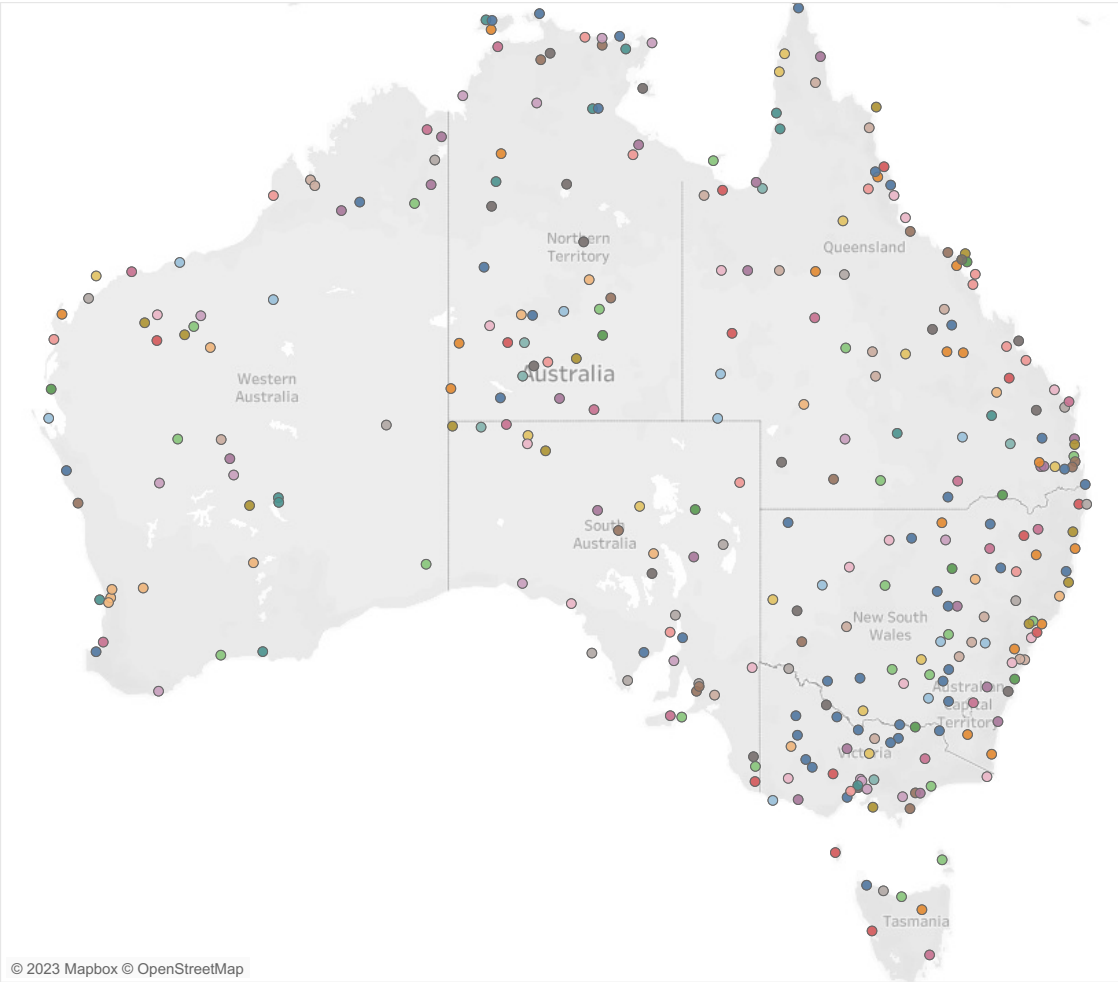 Northern
Territory
Queensland
Western
Australia
Australia
South
Australia
New South
Wales
Australian
Capital
Territory
Victoria
Tasmania
© 2023 Mapbox © OpenStreetMap